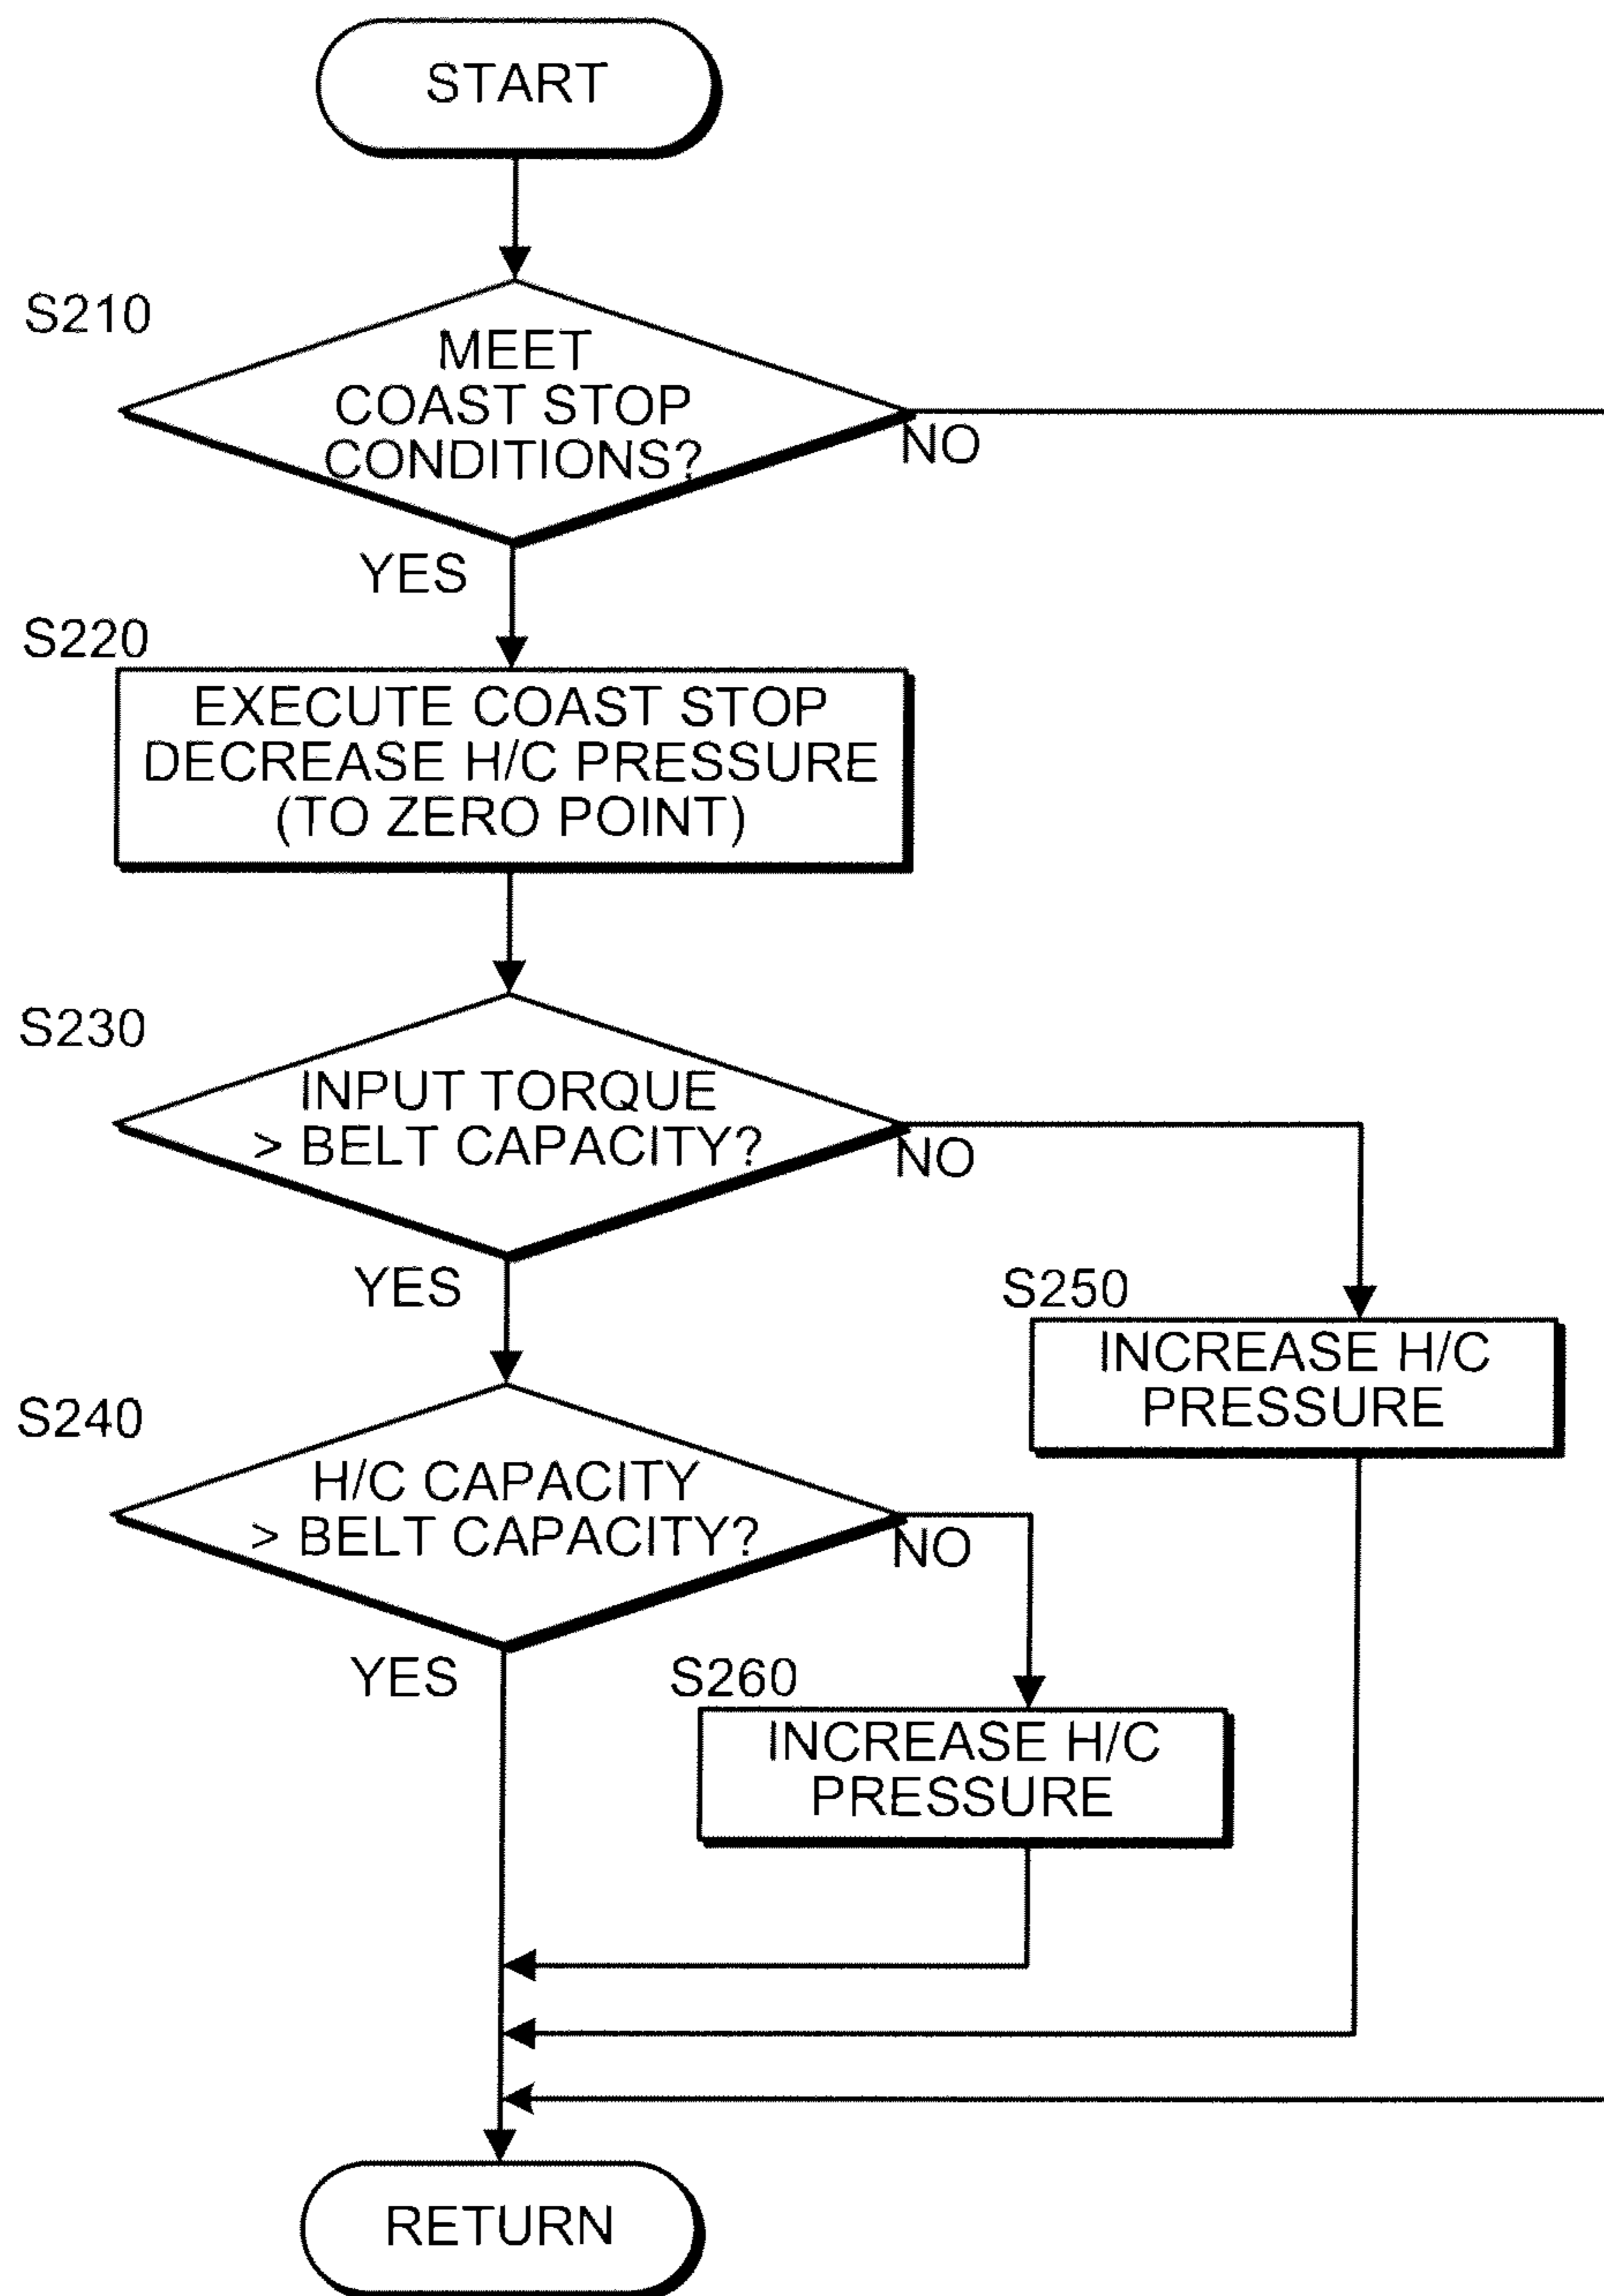 START
S210
MEET
COAST STOP
CONDITIONS?
NO
YES
S220
EXECUTE COAST STOP
DECREASE H/C PRESSURE
(TO ZERO POINT)
S230
INPUT TORQUE
> BELT CAPACITY?
NO
YES
S250
INCREASE H/C
PRESSURE
S240
H/C CAPACITY
> BELT CAPACITY?
NO
YES
S260
INCREASE H/C
PRESSURE
RETURN